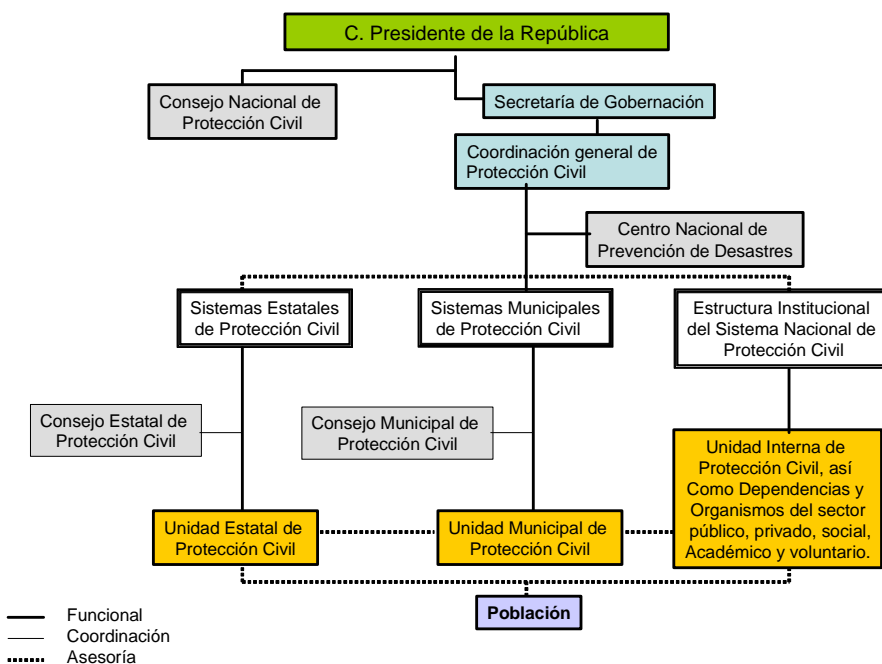 C. Presidente de la República
Consejo Nacional de
Protección Civil
Secretaría de Gobernación
Coordinación general de
Protección Civil
Centro Nacional de
Prevención de Desastres
Sistemas Estatales
de Protección Civil
Sistemas Municipales
de Protección Civil
Estructura Institucional
del Sistema Nacional de
Protección Civil
Consejo Estatal de
Protección Civil
Consejo Municipal de
Protección Civil
Unidad Interna de
Protección Civil, así
Como Dependencias y
Organismos del sector
público, privado, social,
Académico y voluntario.
Unidad Estatal de
Protección Civil
Unidad Municipal de
Protección Civil
Población
Funcional
Coordinación
Asesoría